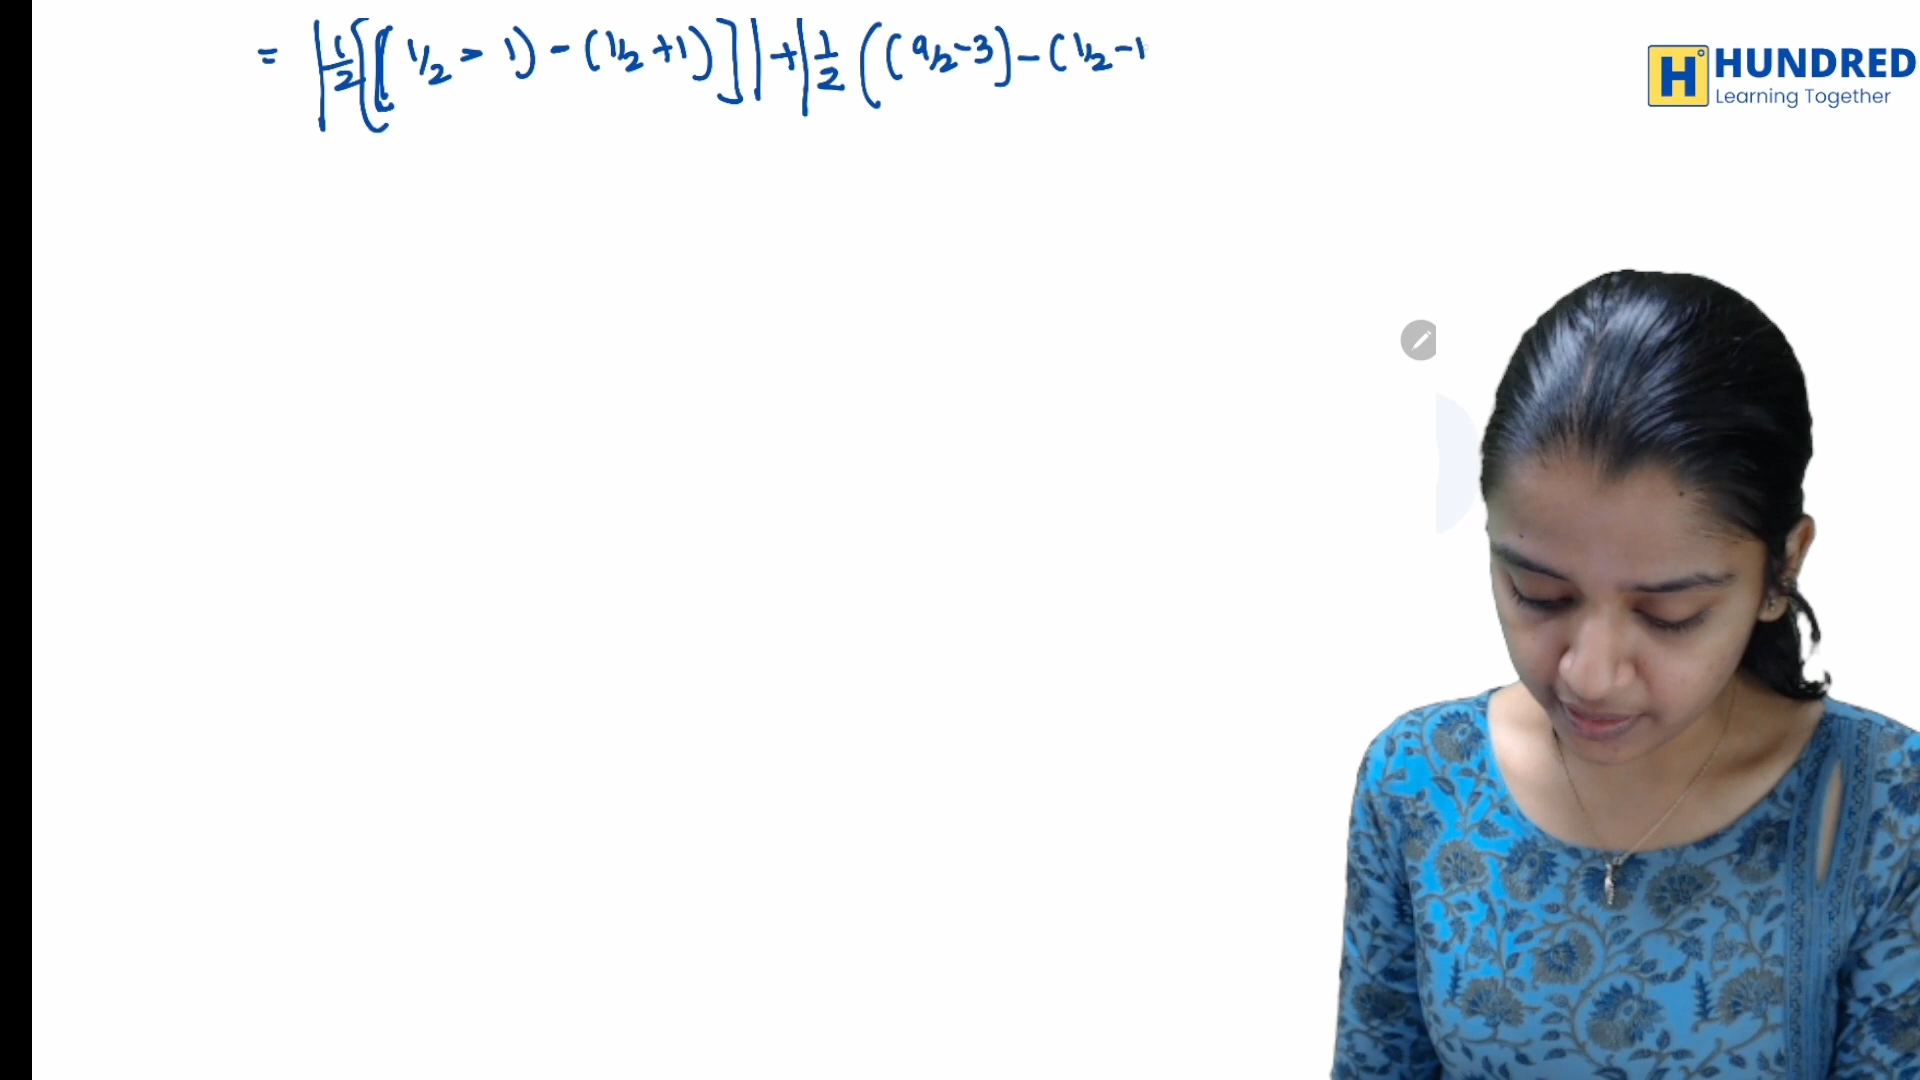 = |1/2[(1/2 - 1) - (1/2 + 1)]| + |1/2((9/2 - 3) - (1/2 - 1
H HUNDRED
Learning Together